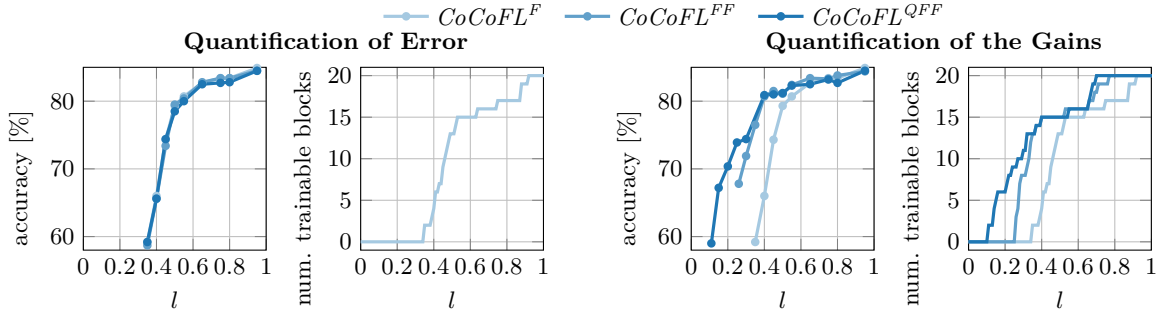 CoCoFL^F CoCoFL^FF CoCoFL^QFF
Quantification of Error Quantification of the Gains
accuracy [%]
80
70
60
0 0.2 0.4 0.6 0.8 1
l
num. trainable blocks
20
15
10
5
0
0 0.2 0.4 0.6 0.8 1
l
accuracy [%]
80
70
60
0 0.2 0.4 0.6 0.8 1
l
num. trainable blocks
20
15
10
5
0
0 0.2 0.4 0.6 0.8 1
l